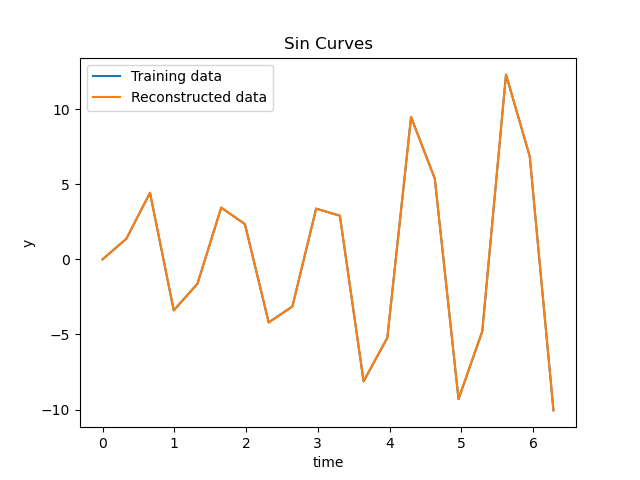 Sin Curves
Training data
Reconstructed data
10
5
0
−5
−10
y
0 1 2 3 4 5 6
time